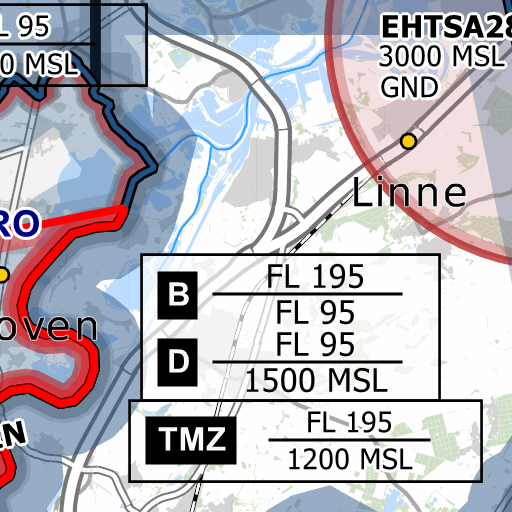 L 95
0 MSL
EHTSA28
3000 MSL
GND
Linne
RO
oven
B
FL 195
FL 95
D
FL 95
1500 MSL
TMZ
FL 195
1200 MSL
N